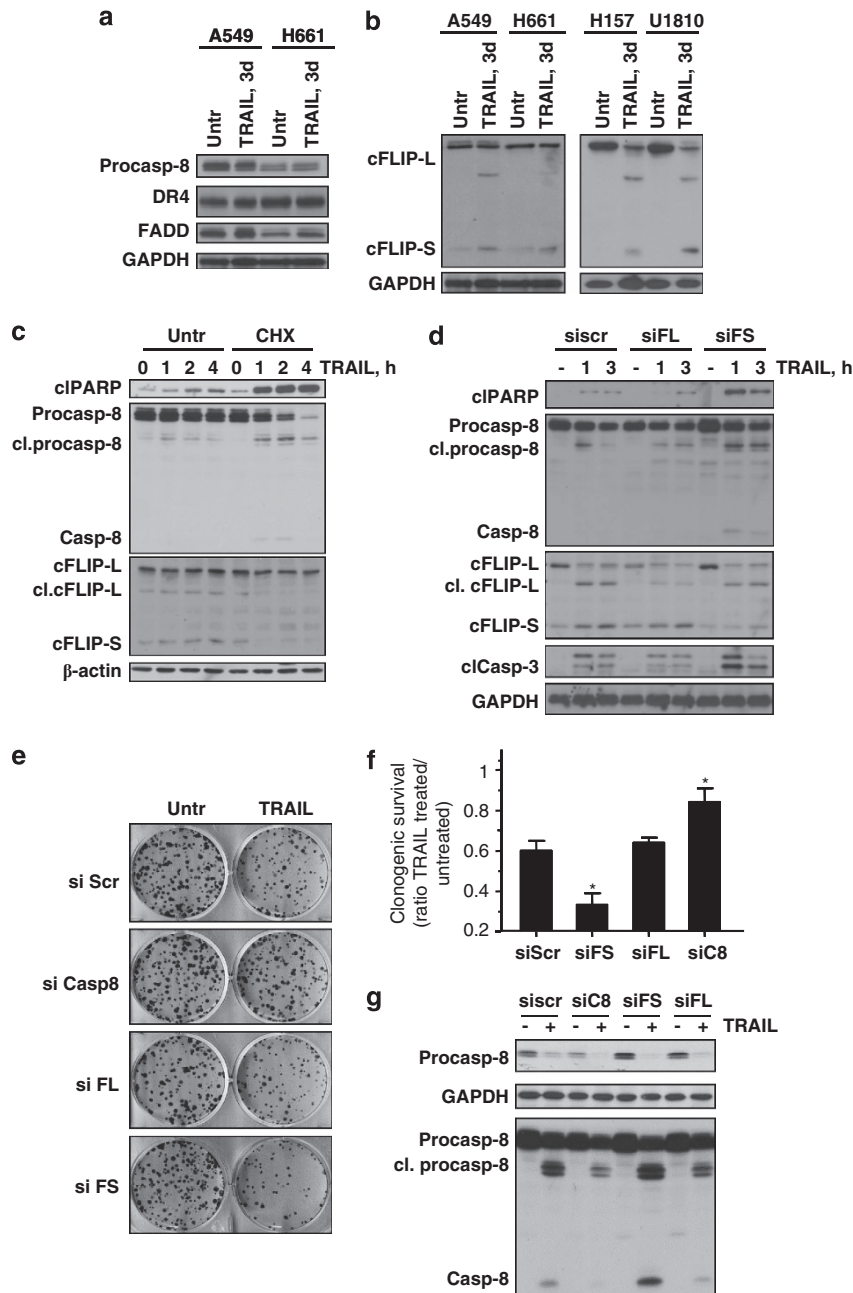 a
A549 H661
Untr
TRAIL, 3d
Untr
TRAIL, 3d
Procasp-8
DR4
FADD
GAPDH
b
A549 H661 H157 U1810
Untr
TRAIL, 3d
Untr
TRAIL, 3d
Untr
TRAIL, 3d
Untr
TRAIL, 3d
cFLIP-L
cFLIP-S
GAPDH
c
Untr CHX
0 1 2 4 0 1 2 4 TRAIL, h
clPARP
Procasp-8
cl.procasp-8
Casp-8
cFLIP-L
cl.cFLIP-L
cFLIP-S
β-actin
d
siscr siFL siFS
- 1 3 - 1 3 - 1 3 TRAIL, h
clPARP
Procasp-8
cl.procasp-8
Casp-8
cFLIP-L
cl. cFLIP-L
cFLIP-S
clCasp-3
GAPDH
e
Untr TRAIL
si Scr
si Casp8
si FL
si FS
f
Clonogenic survival
(ratio TRAIL treated/
untreated)
1
0.8
0.6
0.4
0.2
*
*
siScr siFS siFL siC8
g
siscr siC8 siFS siFL
- + - + - + - + TRAIL
Procasp-8
GAPDH
Procasp-8
cl. procasp-8
Casp-8